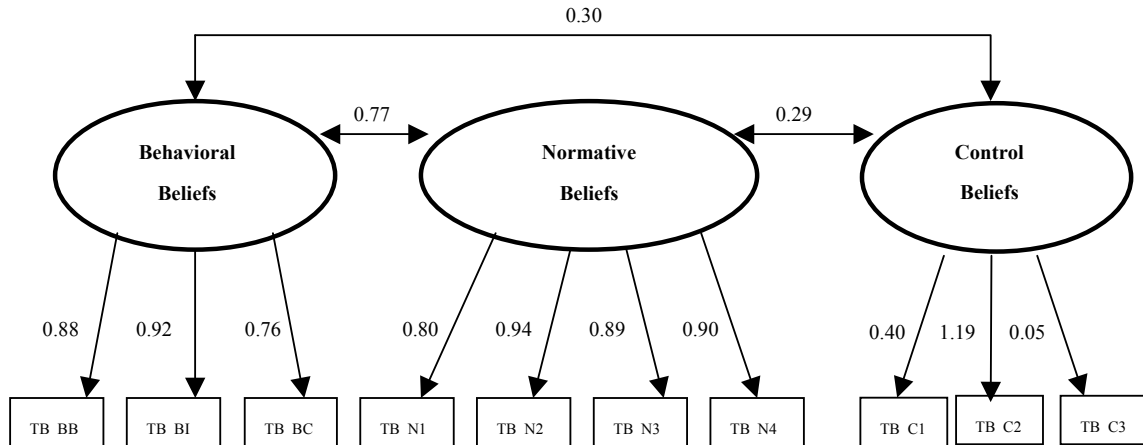 0.30
0.77
0.29
Behavioral
Beliefs
Normative
Beliefs
Control
Beliefs
0.88
0.92
0.76
0.80
0.94
0.89
0.90
0.40
1.19
0.05
TB BB
TB BI
TB BC
TB N1
TB N2
TB N3
TB N4
TB C1
TB C2
TB C3